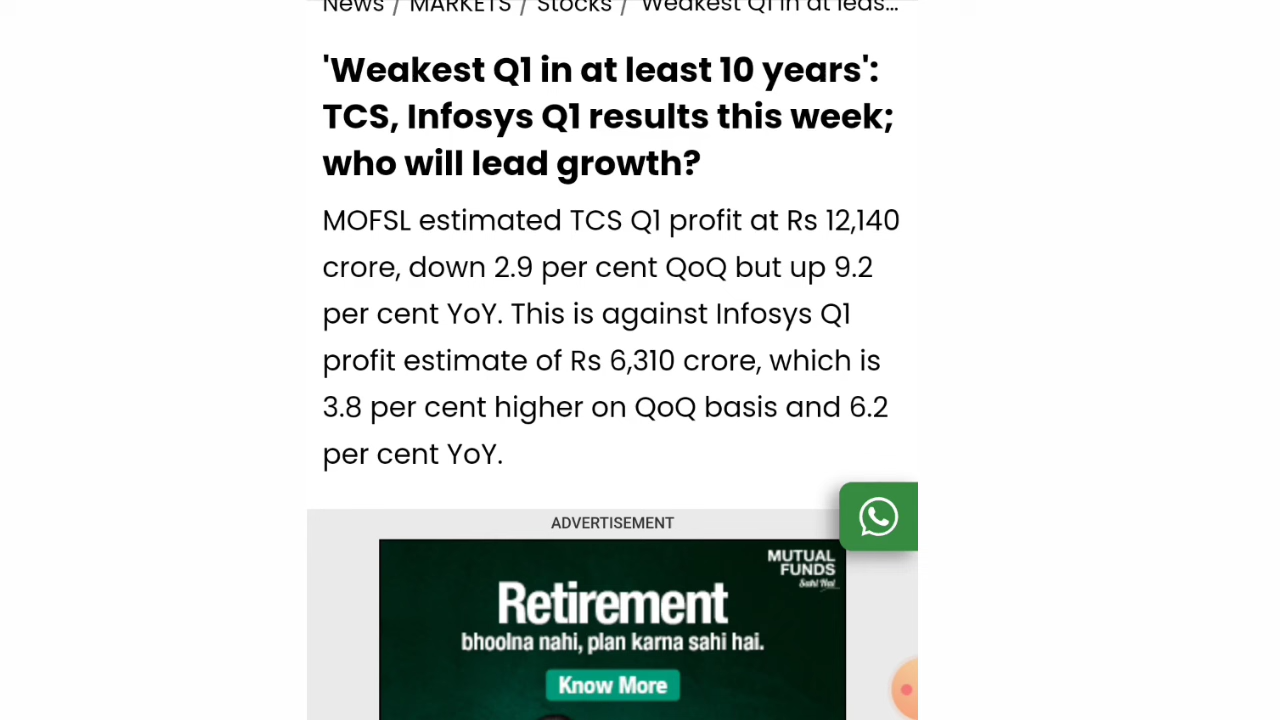 News / MARKETS / Stocks / Weakest Q1 in at leas...
'Weakest Q1 in at least 10 years':
TCS, Infosys Q1 results this week;
who will lead growth?
MOFSL estimated TCS Q1 profit at Rs 12,140
crore, down 2.9 per cent QoQ but up 9.2
per cent YoY. This is against Infosys Q1
profit estimate of Rs 6,310 crore, which is
3.8 per cent higher on QoQ basis and 6.2
per cent YoY.
ADVERTISEMENT
MUTUAL
FUNDS
Sahi Hai
Retirement
bhoolna nahi, plan karna sahi hai.
Know More